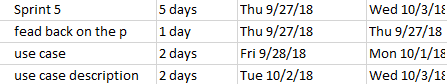 Sprint 5 5 days Thu 9/27/18 Wed 10/3/18
fead back on the p 1 day Thu 9/27/18 Thu 9/27/18
use case 2 days Fri 9/28/18 Mon 10/1/18
use case description 2 days Tue 10/2/18 Wed 10/3/18